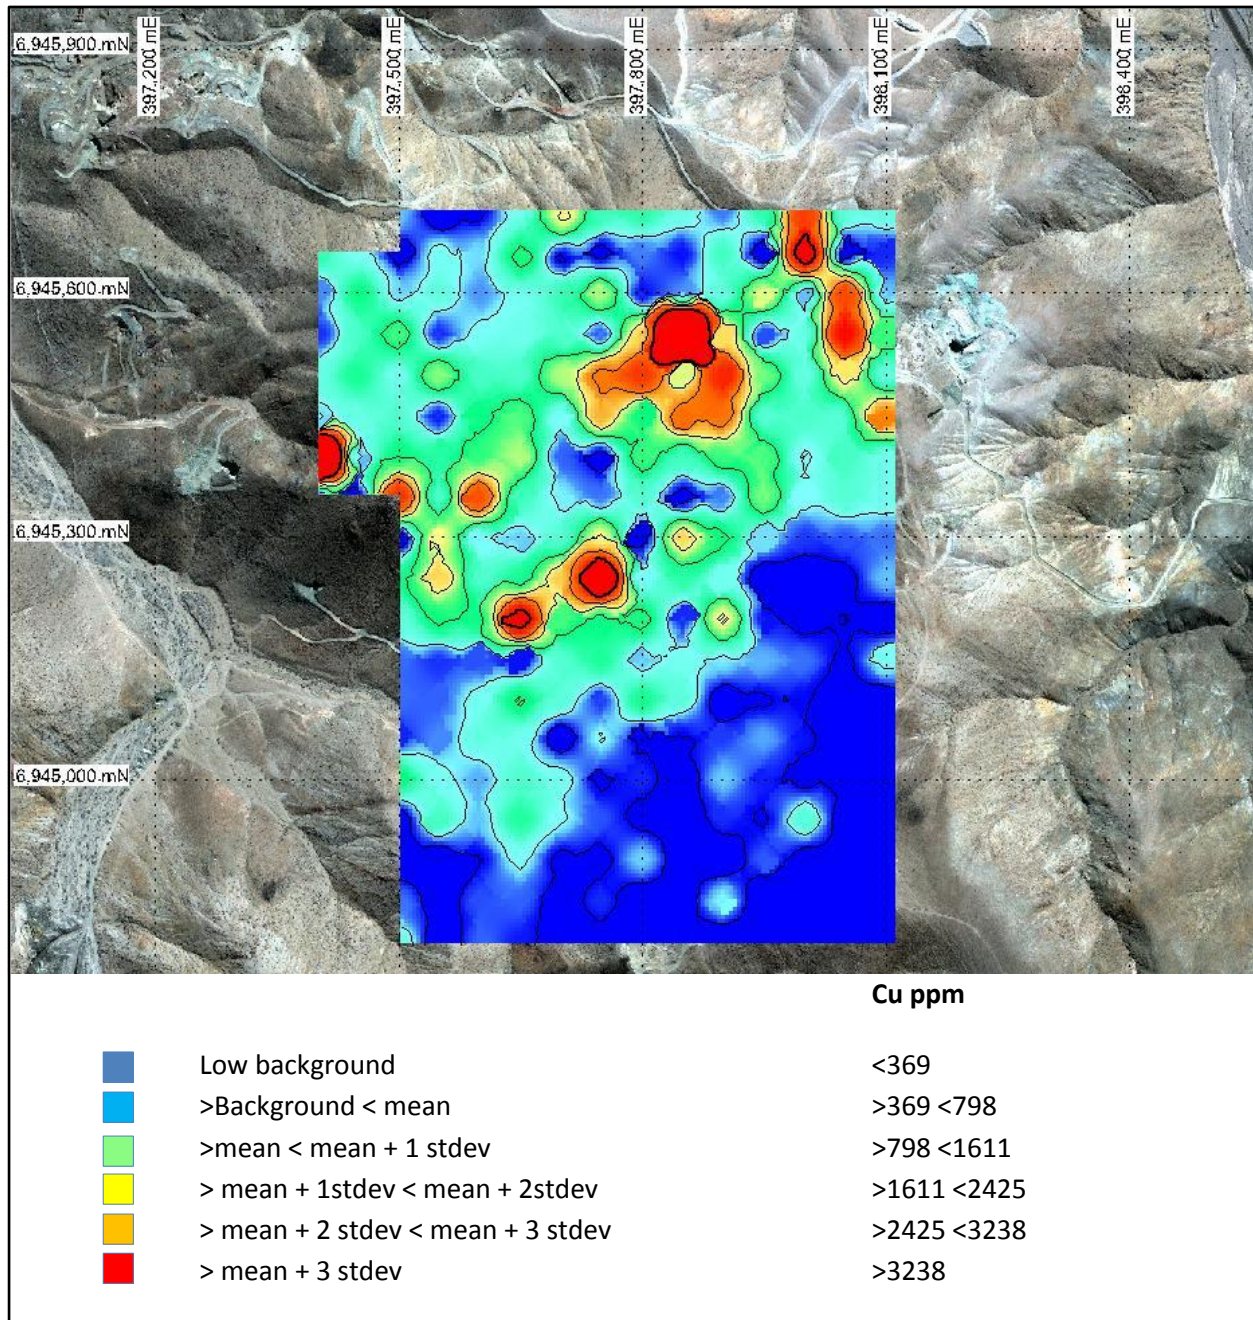 6,945,900 mN
397,200 mE
397,500 mE
397,800 mE
398,100 mE
398,400 mE
6,945,600 mN
6,945,300 mN
6,945,000 mN
Cu ppm
Low background <369
>Background < mean >369 <798
>mean < mean + 1 stdev >798 <1611
> mean + 1stdev < mean + 2stdev >1611 <2425
> mean + 2 stdev < mean + 3 stdev >2425 <3238
> mean + 3 stdev >3238